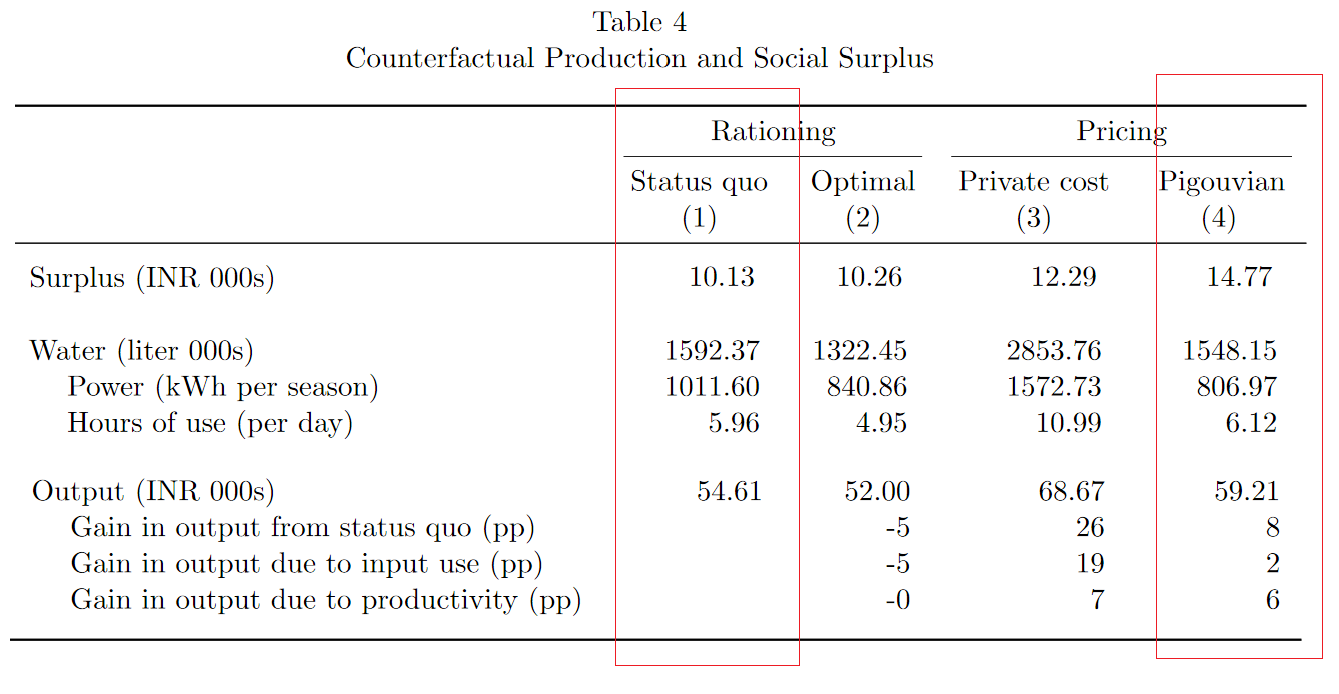 Table 4
Counterfactual Production and Social Surplus
Rationing Pricing
Status quo Optimal Private cost Pigouvian
(1) (2) (3) (4)
Surplus (INR 000s) 10.13 10.26 12.29 14.77
Water (liter 000s) 1592.37 1322.45 2853.76 1548.15
Power (kWh per season) 1011.60 840.86 1572.73 806.97
Hours of use (per day) 5.96 4.95 10.99 6.12
Output (INR 000s) 54.61 52.00 68.67 59.21
Gain in output from status quo (pp) -5 26 8
Gain in output due to input use (pp) -5 19 2
Gain in output due to productivity (pp) -0 7 6